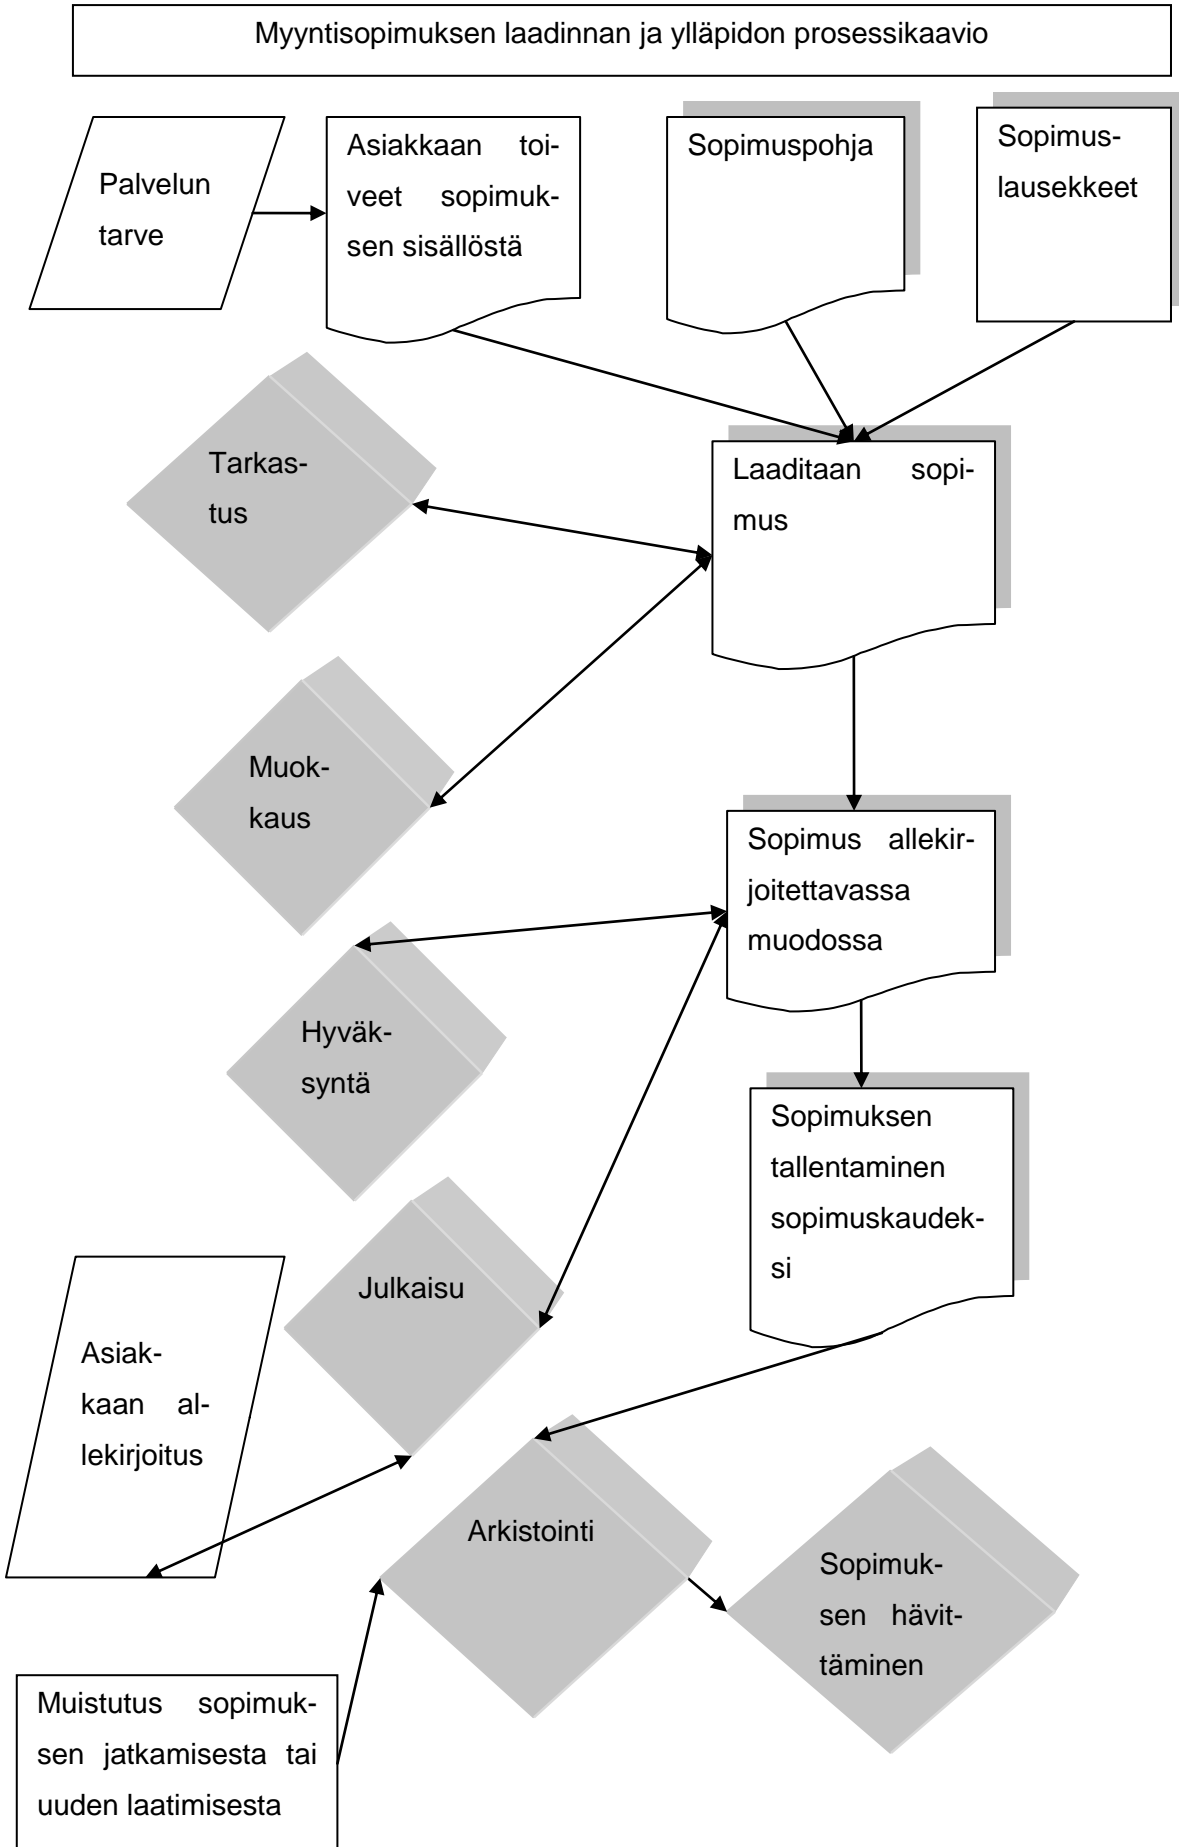 Myyntisopimuksen laadinnan ja ylläpidon prosessikaavio
Palvelun
tarve
Asiakkaan toi-
veet sopimuk-
sen sisällöstä
Sopimuspohja
Sopimus-
lausekkeet
Tarkas-
tus
Laaditaan sopi-
mus
Muok-
kaus
Sopimus allekir-
joitettavassa
muodossa
Hyväk-
syntä
Sopimuksen
tallentaminen
sopimuskaudek-
si
Julkaisu
Asiak-
kaan al-
lekirjoitus
Arkistointi
Sopimuk-
sen hävit-
täminen
Muistutus sopimuk-
sen jatkamisesta tai
uuden laatimisesta